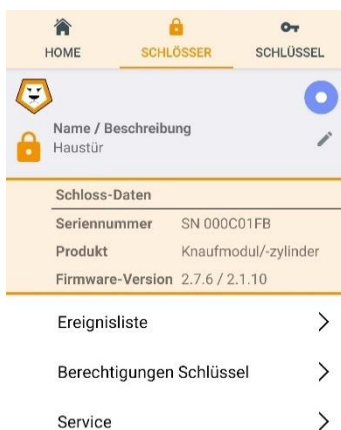 HOME SCHLÖSSER SCHLÜSSEL
Name / Beschreibung
Haustür
Schloss-Daten
Seriennummer SN 000C01FB
Produkt Knaufmodul/-zylinder
Firmware-Version 2.7.6 / 2.1.10
Ereignisliste
Berechtigungen Schlüssel
Service